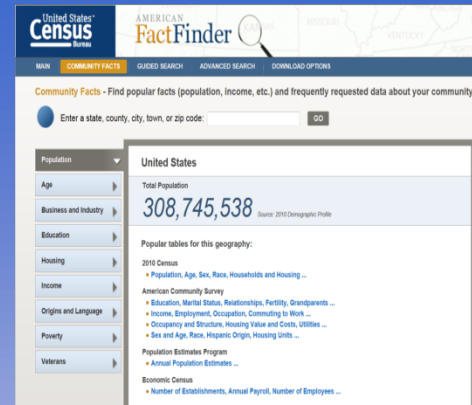 United States™
Census
Bureau
AMERICAN
FactFinder
KANSAS
MISSOURI
KENTUCKY
MAIN
COMMUNITY FACTS
GUIDED SEARCH
ADVANCED SEARCH
DOWNLOAD OPTIONS
Community Facts - Find popular facts (population, income, etc.) and frequently requested data about your community
Enter a state, county, city, town, or zip code:
GO
Population
Age
Business and Industry
Education
Housing
Income
Origins and Language
Poverty
Veterans
United States
Total Population
308,745,538 Source: 2010 Demographic Profile
Popular tables for this geography:
2010 Census
Population, Age, Sex, Race, Households and Housing ...
American Community Survey
Education, Marital Status, Relationships, Fertility, Grandparents ...
Income, Employment, Occupation, Commuting to Work ...
Occupancy and Structure, Housing Value and Costs, Utilities ...
Sex and Age, Race, Hispanic Origin, Housing Units ...
Population Estimates Program
Annual Population Estimates ...
Economic Census
Number of Establishments, Annual Payroll, Number of Employees ...